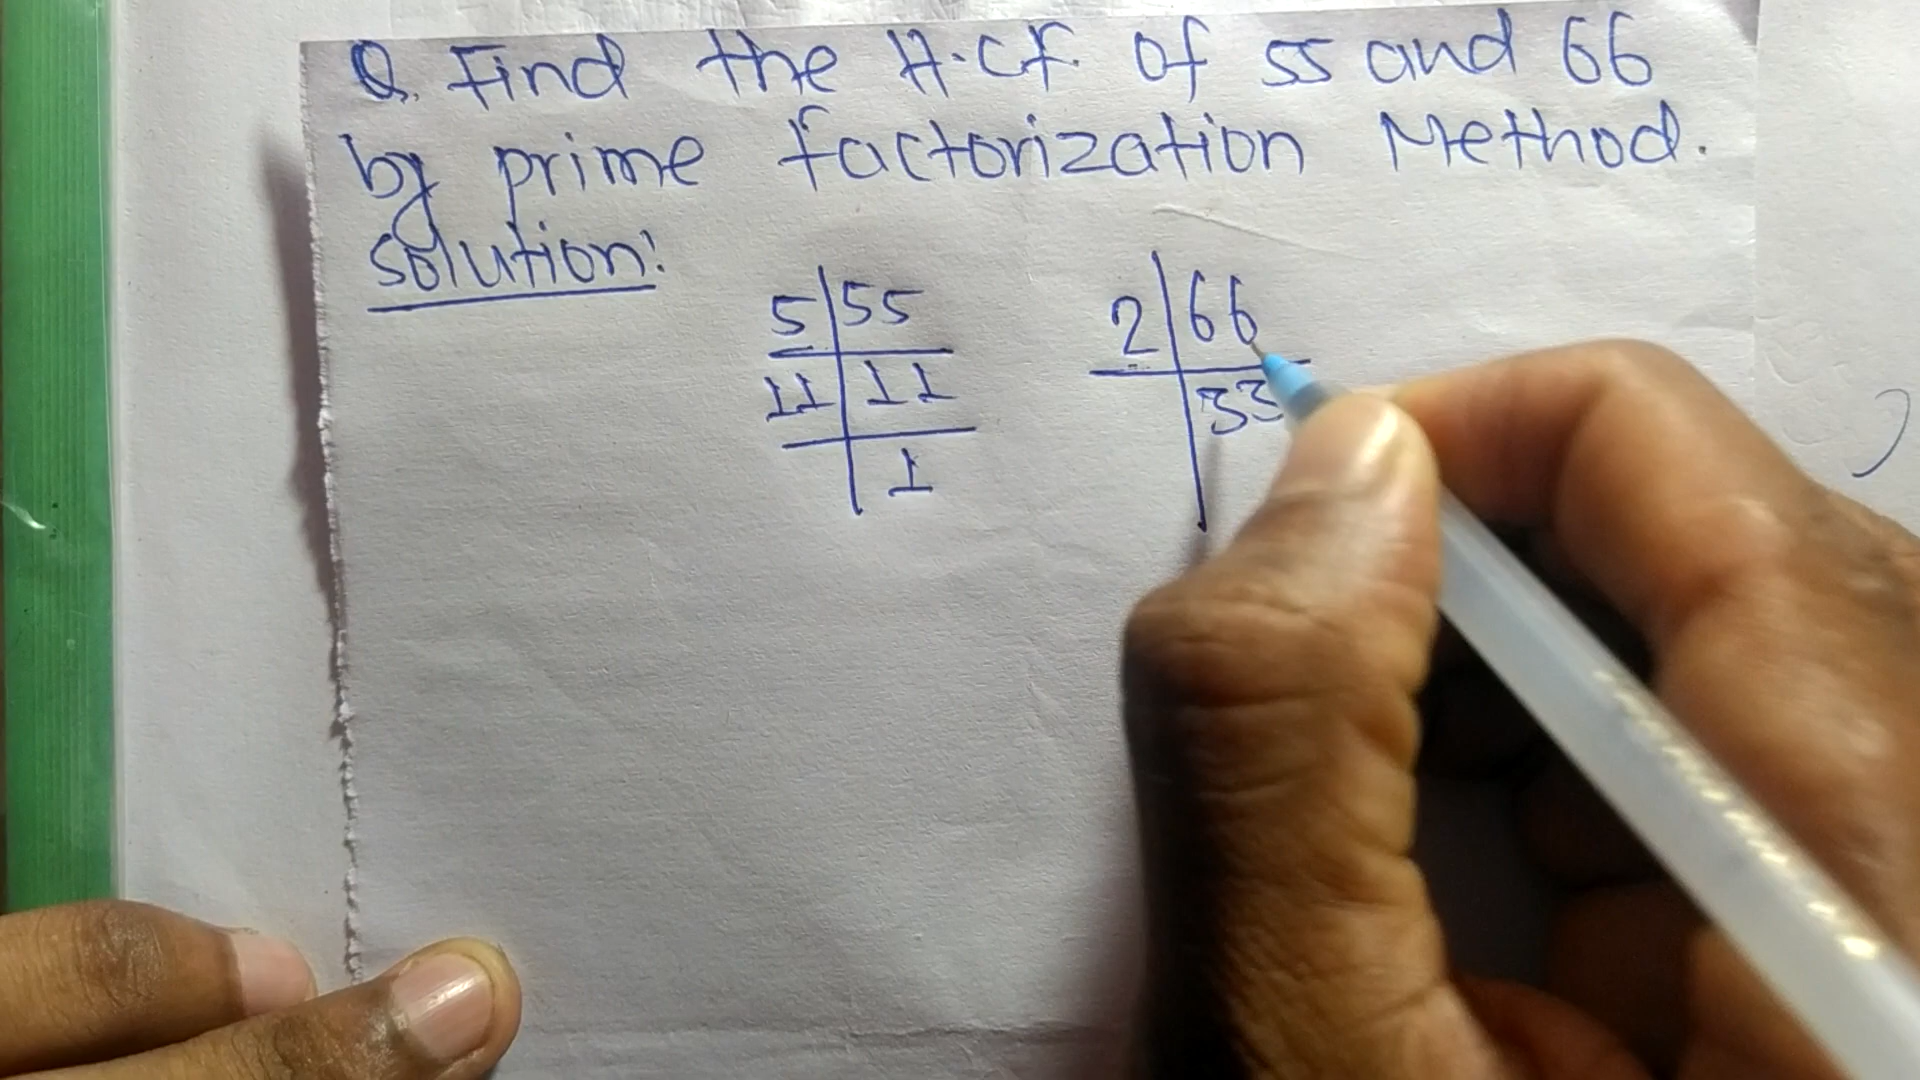 Q. Find the H.C.F. Of 55 and 66
by prime factorization Method.
solution:
5 55
11 11
1
2 66
33